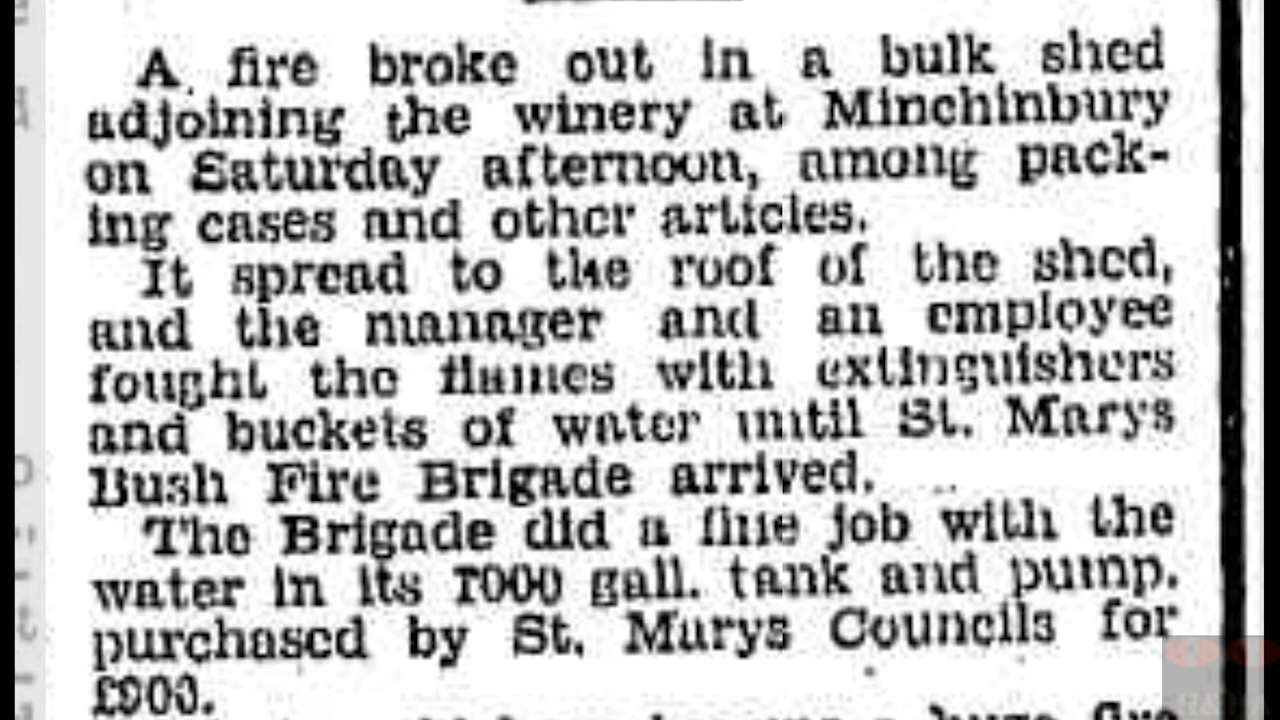 A fire broke out in a bulk shed
adjoining the winery at Minchinbury
on Saturday afternoon, among pack-
ing cases and other articles.
It spread to the roof of the shed,
and the manager and an employee
fought the flames with extinguishers
and buckets of water until St. Marys
Bush Fire Brigade arrived.
The Brigade did a fine job with the
water in its 1000 gall. tank and pump,
purchased by St. Marys Councils for
£900.